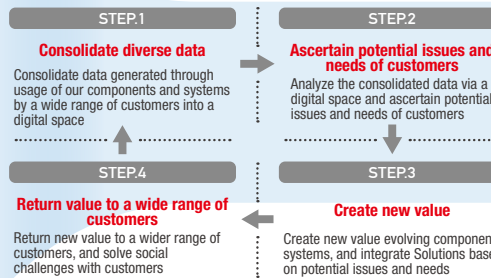 STEP.1
Consolidate diverse data
Consolidate data generated through
usage of our components and systems
by a wide range of customers into a
digital space
STEP.2
Ascertain potential issues and
needs of customers
Analyze the consolidated data via a
digital space and ascertain potential
issues and needs of customers
STEP.3
Create new value
Create new value evolving
systems, and integrate Solutions
on potential issues and needs
STEP.4
Return value to a wide range of
customers
Return new value to a wider range of
customers, and solve social
challenges with customers